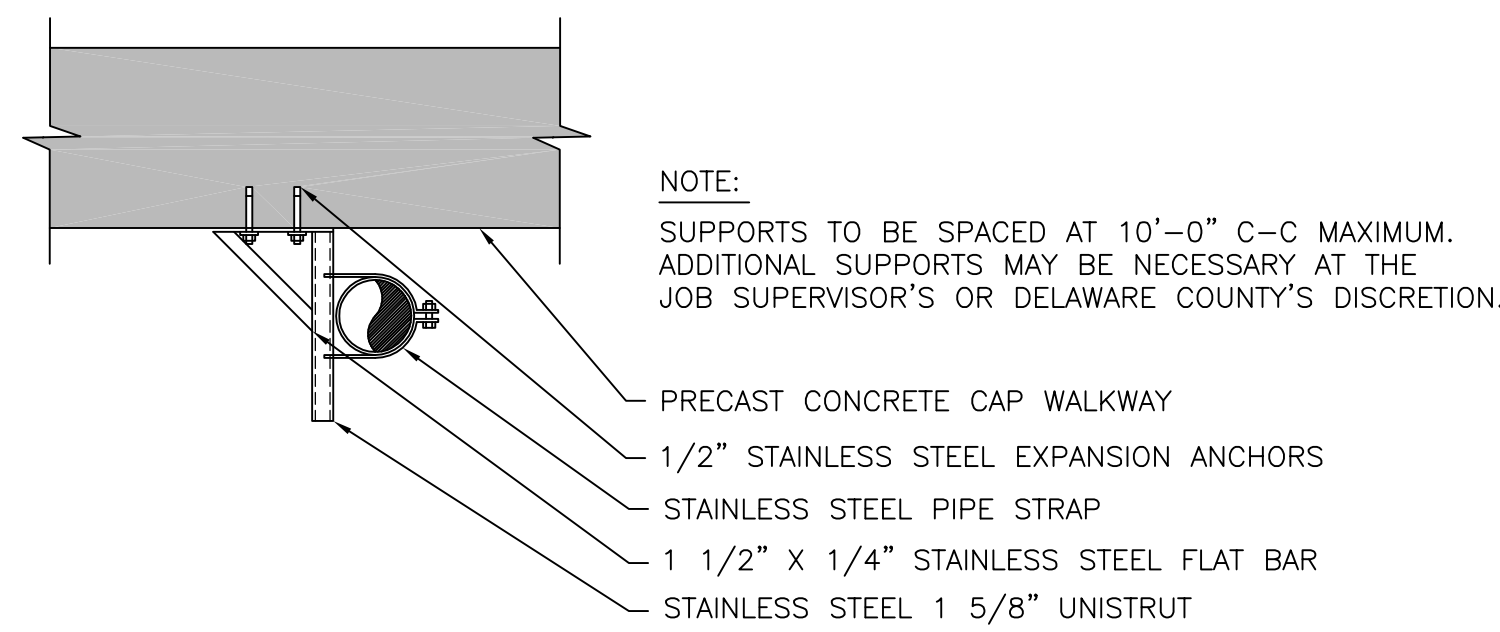 NOTE:
SUPPORTS TO BE SPACED AT 10'-0" C-C MAXIMUM.
ADDITIONAL SUPPORTS MAY BE NECESSARY AT THE
JOB SUPERVISOR'S OR DELAWARE COUNTY'S DISCRETION.
PRECAST CONCRETE CAP WALKWAY
1/2" STAINLESS STEEL EXPANSION ANCHORS
STAINLESS STEEL PIPE STRAP
1 1/2" X 1/4" STAINLESS STEEL FLAT BAR
STAINLESS STEEL 1 5/8" UNISTRUT